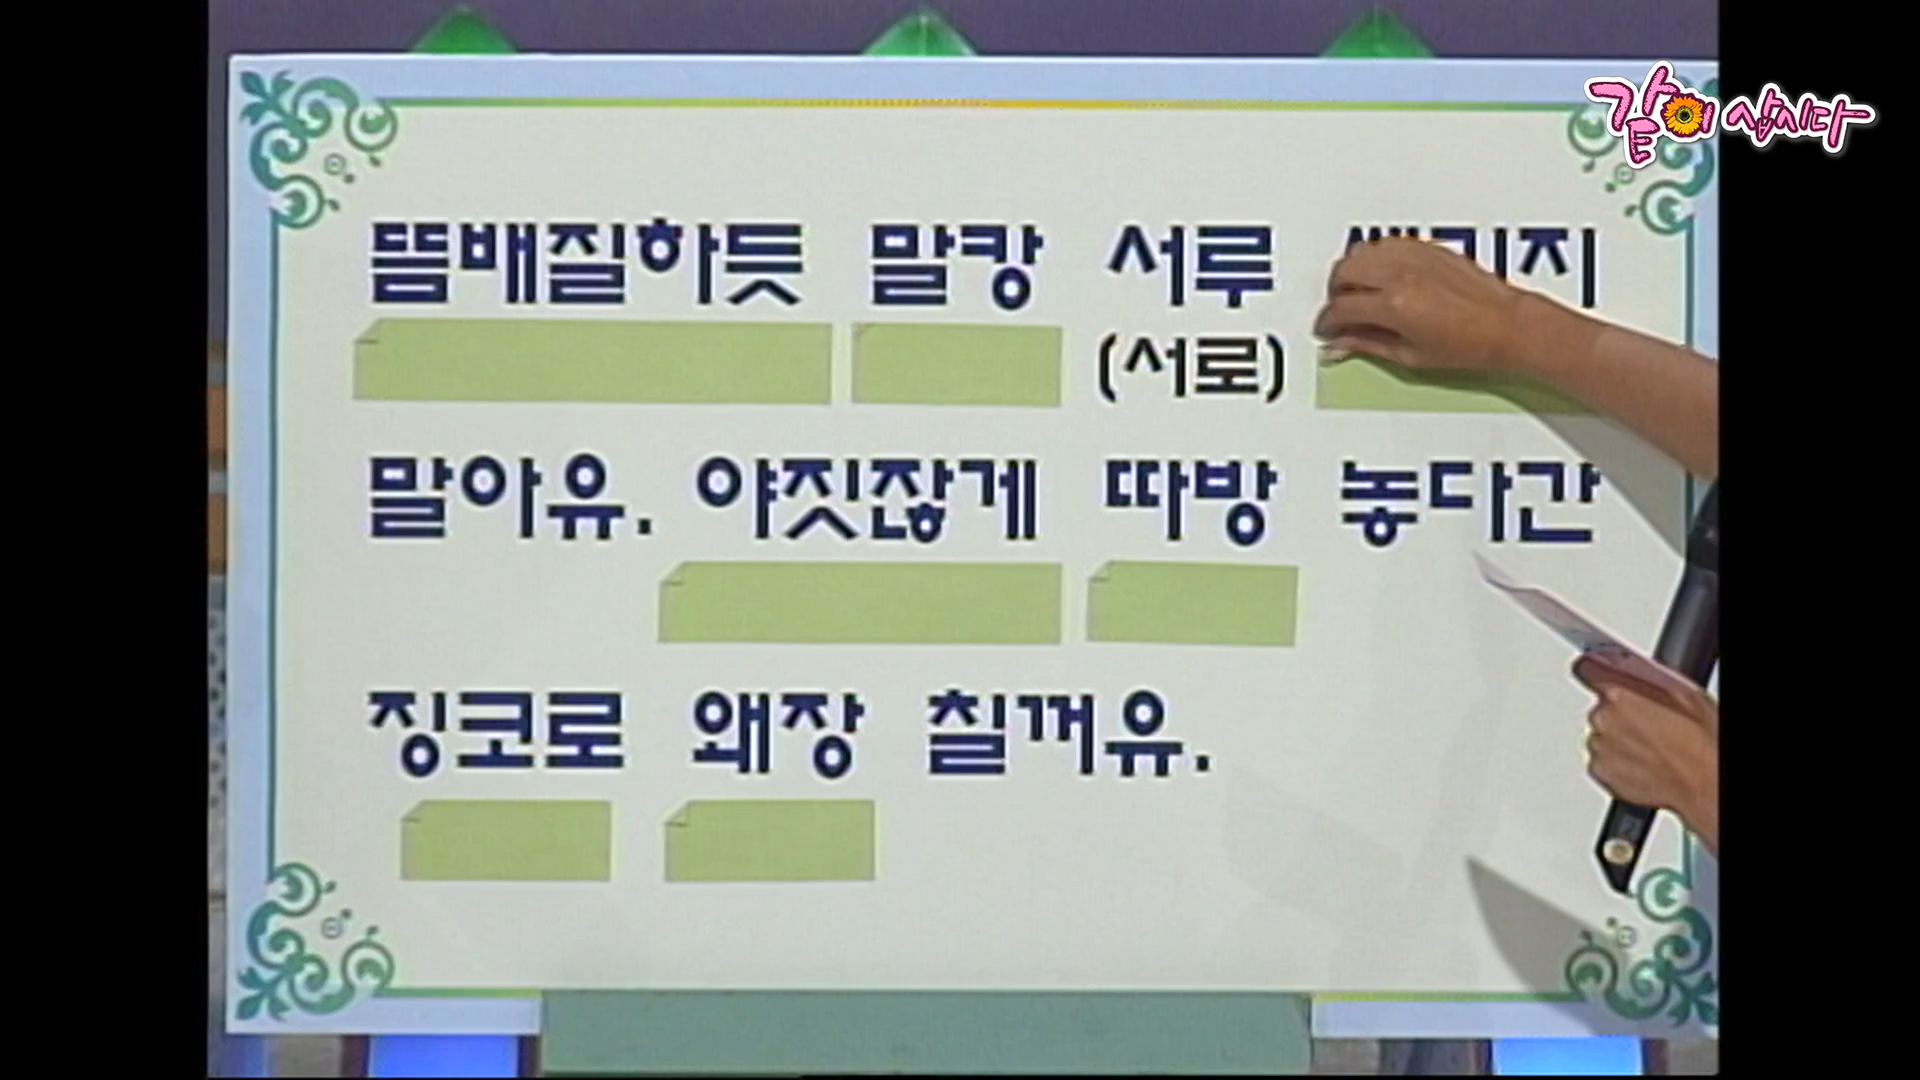 같이 삽시다
뜸배질하듯 말캉 서루
(서로)
말아유. 야짓잖게 따방 놓다간
징코로 왜장 칠꺼유.